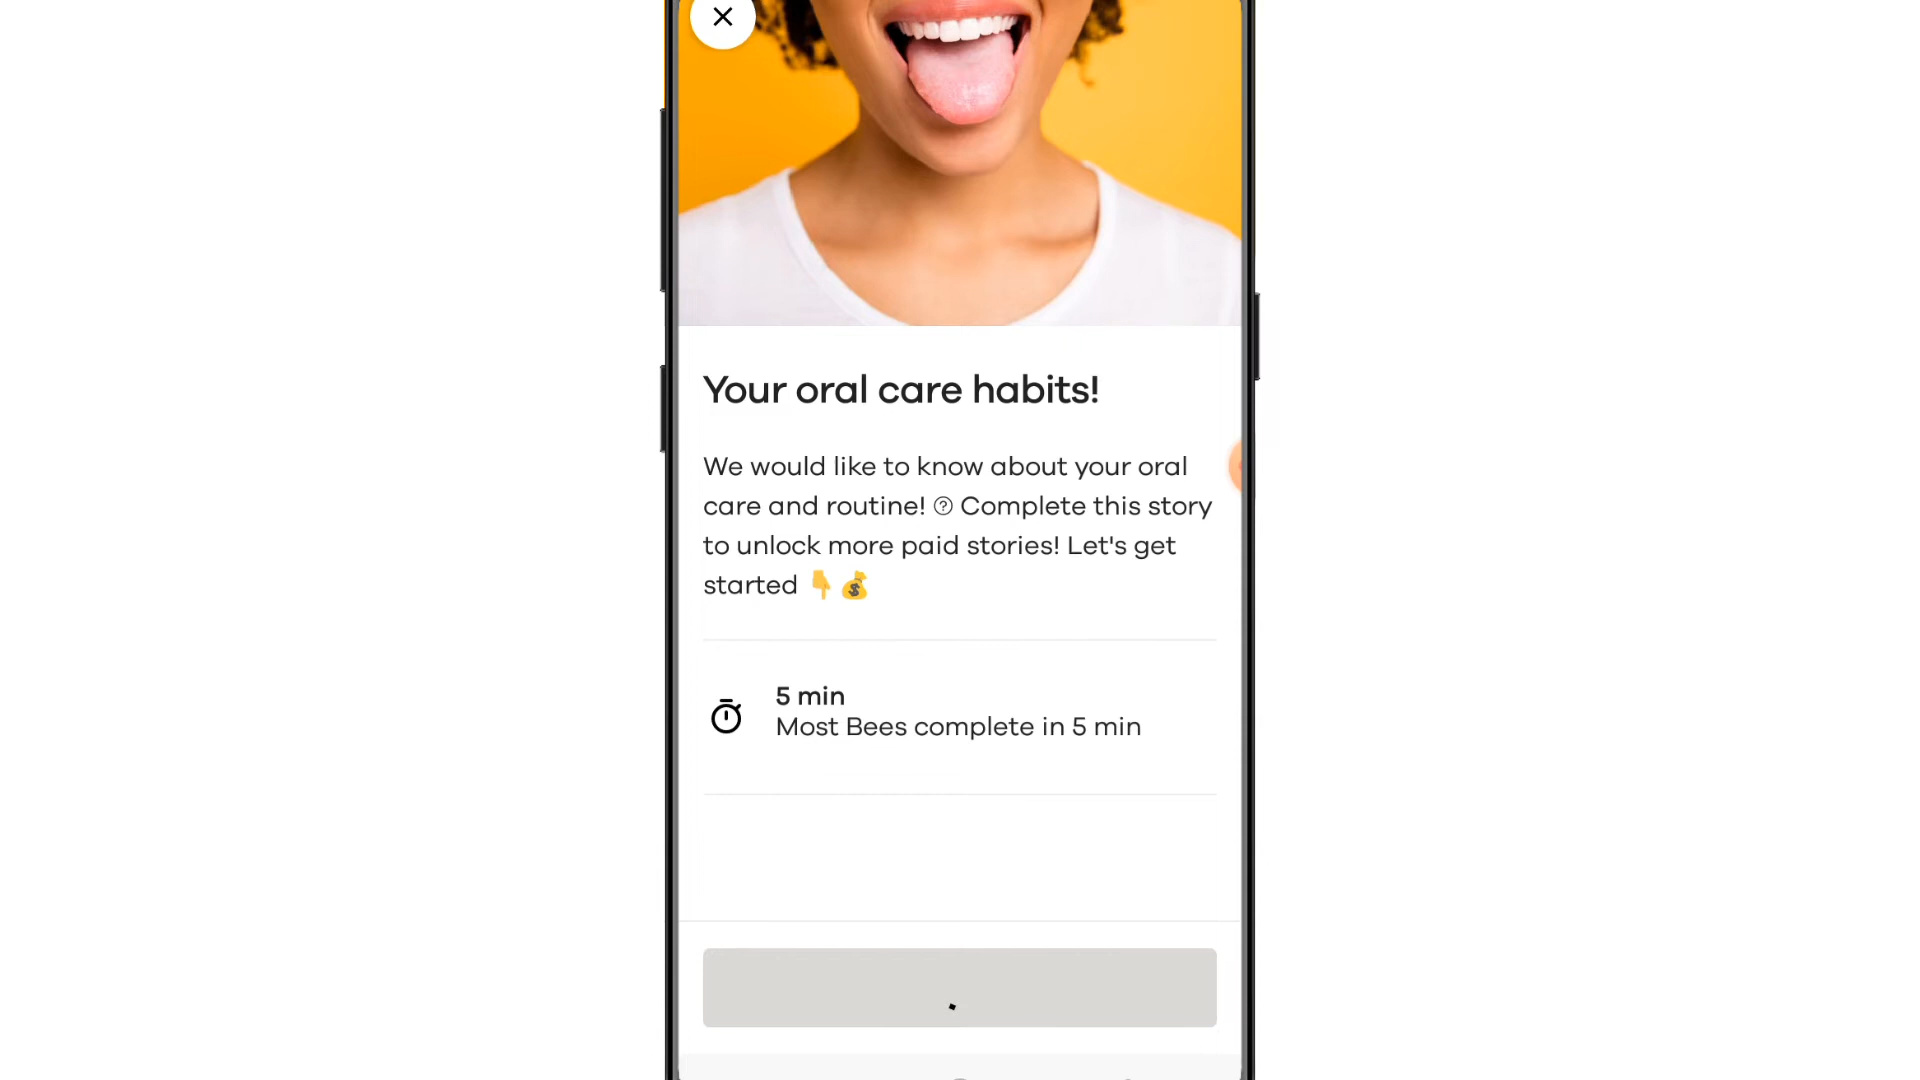 Your oral care habits!
We would like to know about your oral
care and routine! Complete this story
to unlock more paid stories! Let's get
started 👇💰
5 min
Most Bees complete in 5 min